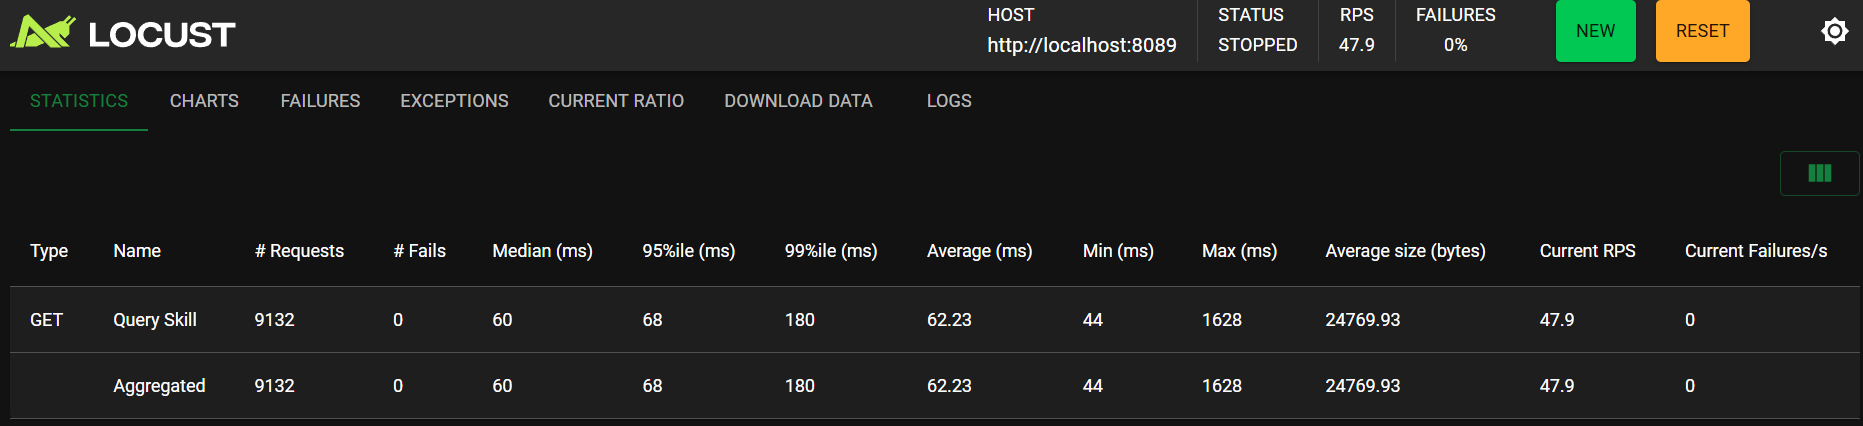 LOCUST
HOST
http://localhost:8089
STATUS
STOPPED
RPS
47.9
FAILURES
0%
NEW
RESET
STATISTICS CHARTS FAILURES EXCEPTIONS CURRENT RATIO DOWNLOAD DATA LOGS
Type Name # Requests # Fails Median (ms) 95%ile (ms) 99%ile (ms) Average (ms) Min (ms) Max (ms) Average size (bytes) Current RPS Current Failures/s
GET Query Skill 9132 0 60 68 180 62.23 44 1628 24769.93 47.9 0
Aggregated 9132 0 60 68 180 62.23 44 1628 24769.93 47.9 0